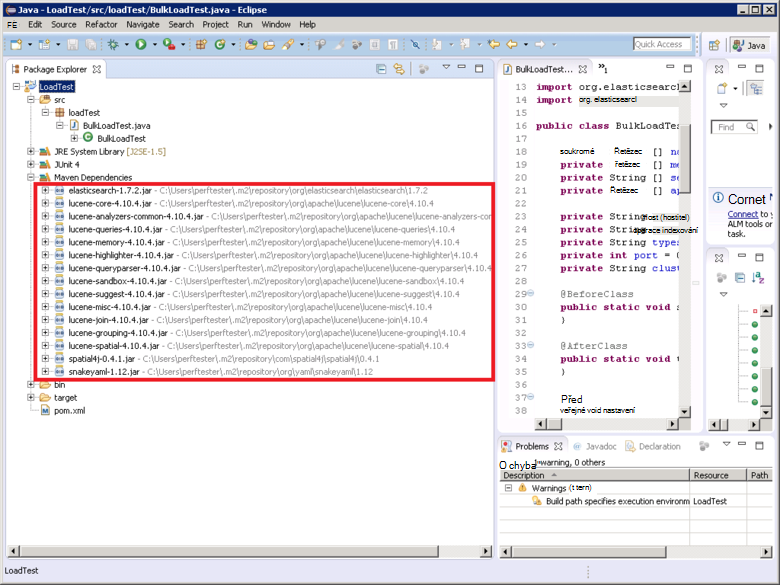 Java - LoadTest/src/loadTest/BulkLoadTest.java - Eclipse
FE Edit Source Refactor Navigate Search Project Run Window Help
Quick Access
Java
Package Explorer
LoadTest
src
loadTest
BulkLoadTest.java
BulkLoadTest
JRE System Library [J2SE-1.5]
JUnit 4
Maven Dependencies
elasticsearch-1.7.2.jar - C:\Users\perftester\.m2\repository\org\elasticsearch\elasticsearch\1.7.2
lucene-core-4.10.4.jar - C:\Users\perftester\.m2\repository\org\apache\lucene\lucene-core\4.10.4
lucene-analyzers-common-4.10.4.jar - C:\Users\perftester\.m2\repository\org\apache\lucene\lucene-analyzers-com
lucene-queries-4.10.4.jar - C:\Users\perftester\.m2\repository\org\apache\lucene\lucene-queries\4.10.4
lucene-memory-4.10.4.jar - C:\Users\perftester\.m2\repository\org\apache\lucene\lucene-memory\4.10.4
lucene-highlighter-4.10.4.jar - C:\Users\perftester\.m2\repository\org\apache\lucene\lucene-highlighter\4.10.4
lucene-queryparser-4.10.4.jar - C:\Users\perftester\.m2\repository\org\apache\lucene\lucene-queryparser\4.10.4
lucene-sandbox-4.10.4.jar - C:\Users\perftester\.m2\repository\org\apache\lucene\lucene-sandbox\4.10.4
lucene-suggest-4.10.4.jar - C:\Users\perftester\.m2\repository\org\apache\lucene\lucene-suggest\4.10.4
lucene-misc-4.10.4.jar - C:\Users\perftester\.m2\repository\org\apache\lucene\lucene-misc\4.10.4
lucene-join-4.10.4.jar - C:\Users\perftester\.m2\repository\org\apache\lucene\lucene-join\4.10.4
lucene-grouping-4.10.4.jar - C:\Users\perftester\.m2\repository\org\apache\lucene\lucene-grouping\4.10.4
lucene-spatial-4.10.4.jar - C:\Users\perftester\.m2\repository\org\apache\lucene\lucene-spatial\4.10.4
spatial4j-0.4.1.jar - C:\Users\perftester\.m2\repository\com\spatial4j\spatial4j\0.4.1
snakeyaml-1.12.jar - C:\Users\perftester\.m2\repository\org\yaml\snakeyaml\1.12
bin
target
pom.xml
BulkLoadTest...
»1
13 import org.elasticsearc
14 import org. elasticsearcl
15
16 public class BulkLoadTes
17
18 soukromé Řetězec [] no
19 private řetězec [] me
20 private String [] se
21 private Řetězec [] ap
22
23 private String Host (hostitel)
24 private String operace indexování
25 private String types
26 private int port = 
27 private String clust
28
29 @BeforeClass
30 public static void s
31 }
32
33 @AfterClass
34 public static void t
35 }
36
37 Před
38 veřejné void nastavení
Find
Cornet
Connect to y
ALM tools or
task.
Problems Javadoc Declaration
O chyba warning, 0 others
Description Resource Path
Warnings (1 tern)
Build path specifies execution environm LoadTest
LoadTest